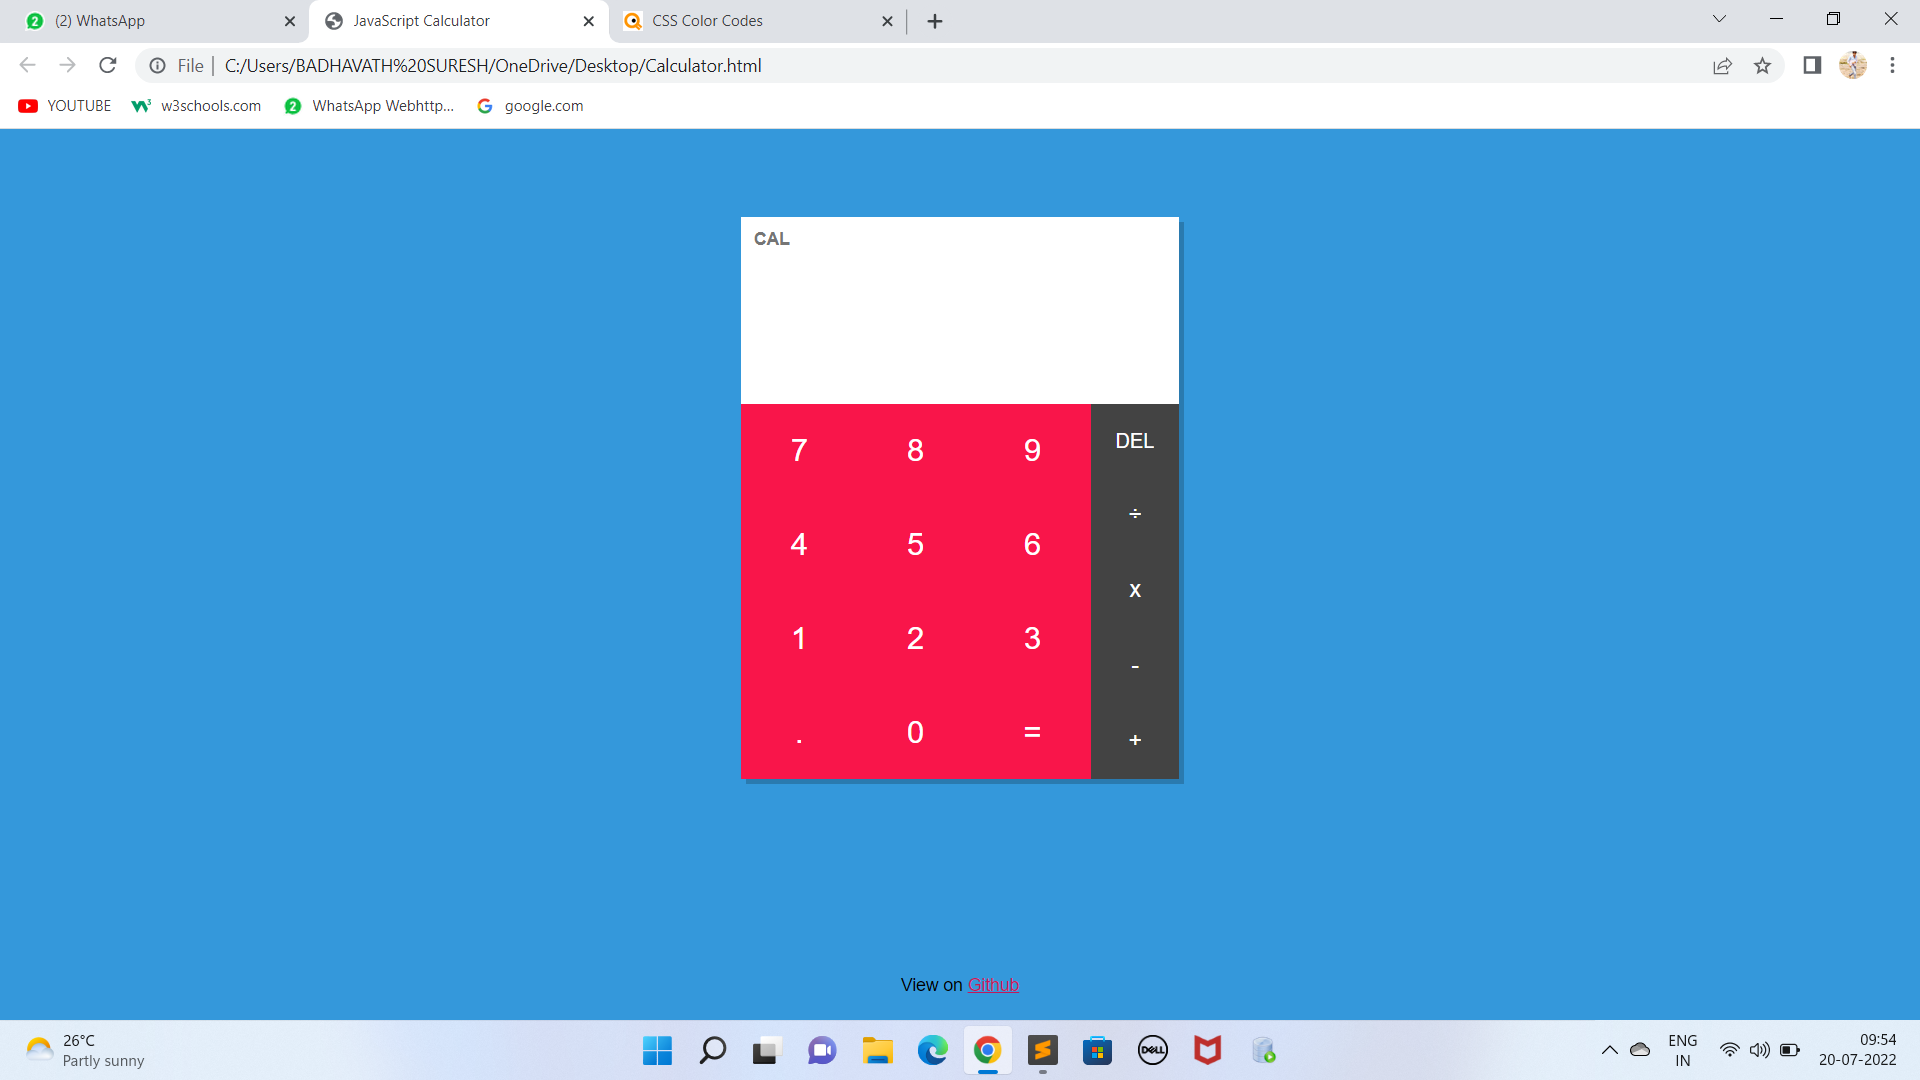 (2) WhatsApp
JavaScript Calculator
CSS Color Codes
File | C:/Users/BADHAVATH%20SURESH/OneDrive/Desktop/Calculator.html
YOUTUBE
w3schools.com
2
WhatsApp Webhttp...
google.com
CAL
7 8 9
DEL
÷
4 5 6
x
1 2 3
-
. 0 =
+
View on Github
26°C
Partly sunny
DELL
ENG
IN
09:54
20-07-2022